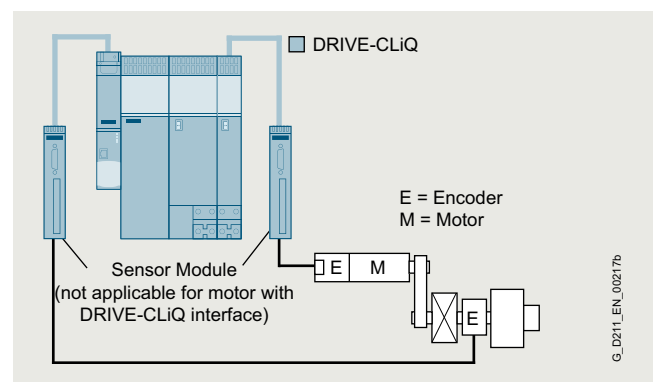 DRIVE-CLiQ
E = Encoder
M = Motor
Sensor Module
(not applicable for motor with
DRIVE-CLiQ interface)
E M
E
G_D211_EN_00217b